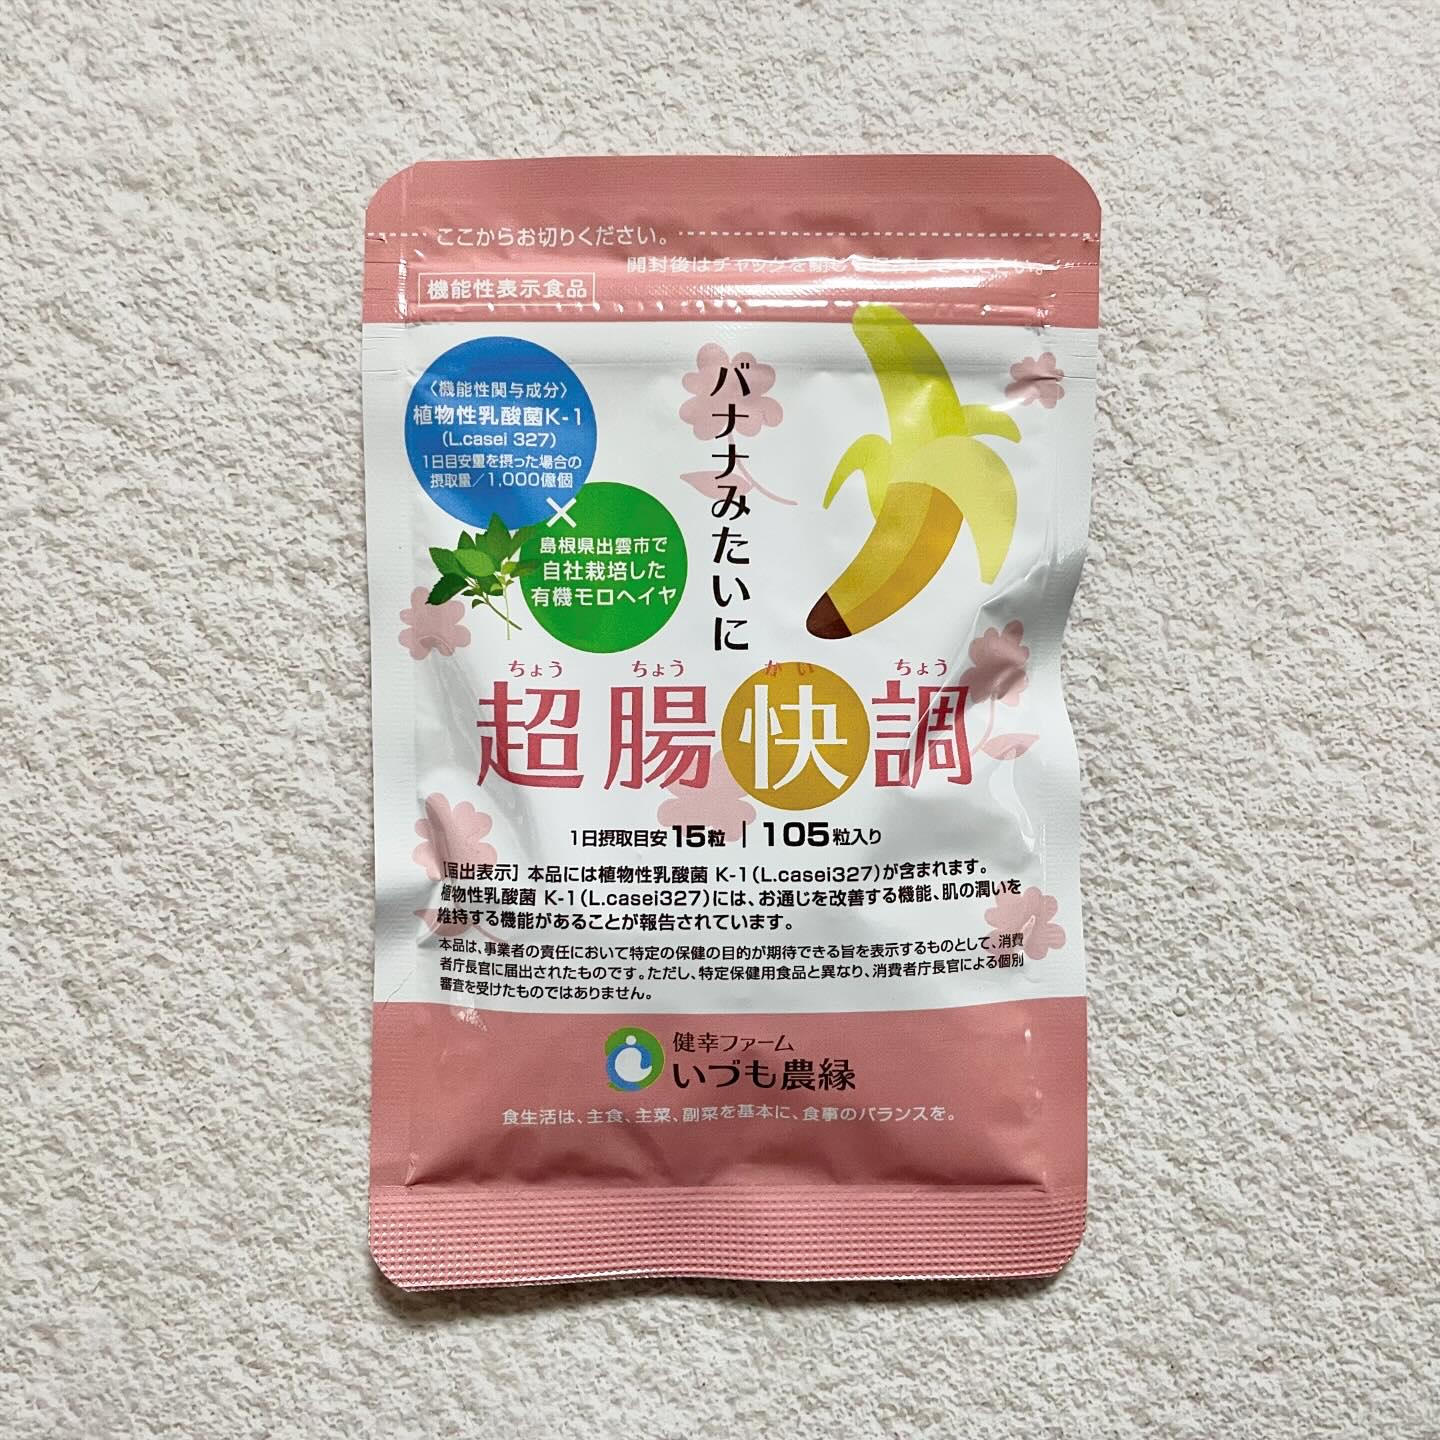 ここからお切りください。
開封後はチャックを閉じて保存してください。
機能性表示食品
〈機能性関与成分〉
植物性乳酸菌K-1
(L.casei 327)
1日目安量を摂った場合の
摂取量/1,000億個
×
島根県出雲市で
自社栽培した
有機モロヘイヤ
バナナみたいに
ちょう ちょう かい ちょう
超腸快調
1日摂取目安15粒 | 105粒入り
[届出表示] 本品には植物性乳酸菌 K-1(L.casei327)が含まれます。
植物性乳酸菌 K-1(L.casei327)には、お通じを改善する機能、肌の潤いを
維持する機能があることが報告されています。
本品は、事業者の責任において特定の保健の目的が期待できる旨を表示するものとして、消費
者庁長官に届出されたものです。ただし、特定保健用食品と異なり、消費者庁長官による個別
審査を受けたものではありません。
健幸ファーム
いづも農縁
食生活は、主食、主菜、副菜を基本に、食事のバランスを。